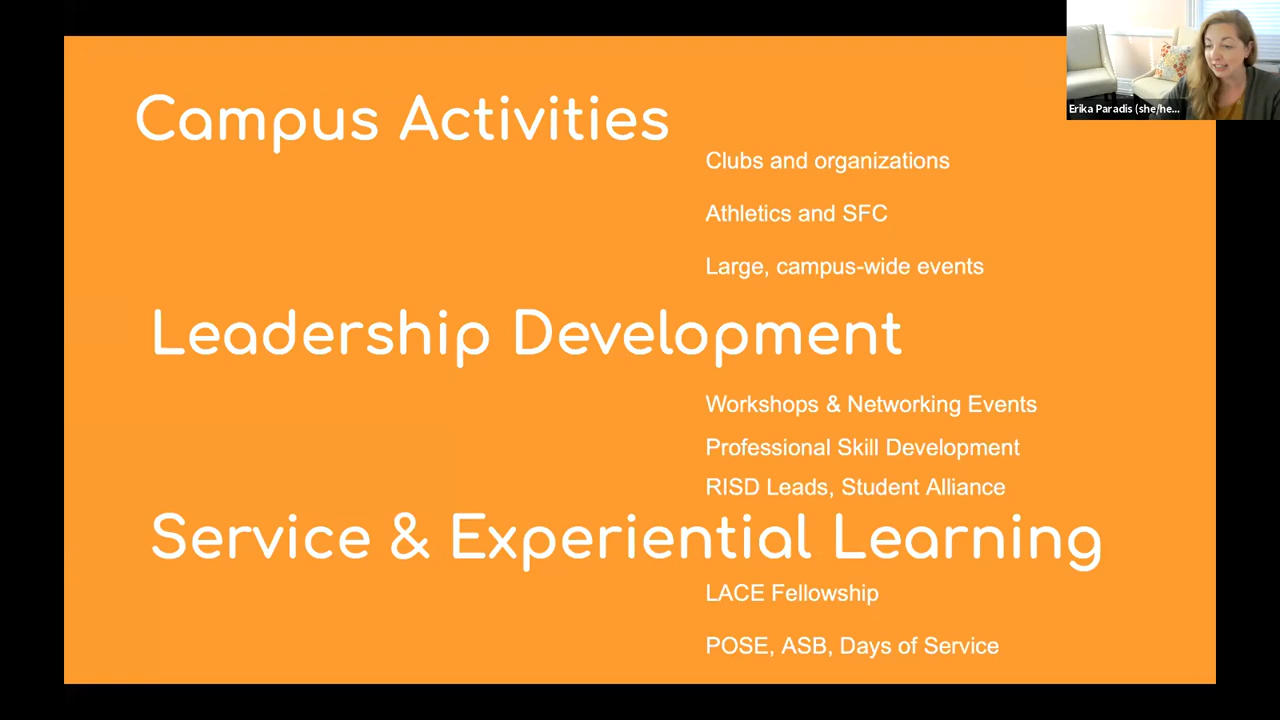 Campus Activities
Clubs and organizations
Athletics and SFC
Large, campus-wide events
Leadership Development
Workshops & Networking Events
Professional Skill Development
RISD Leads, Student Alliance
Service & Experiential Learning
LACE Fellowship
POSE, ASB, Days of Service
Erika Paradis (she/he...